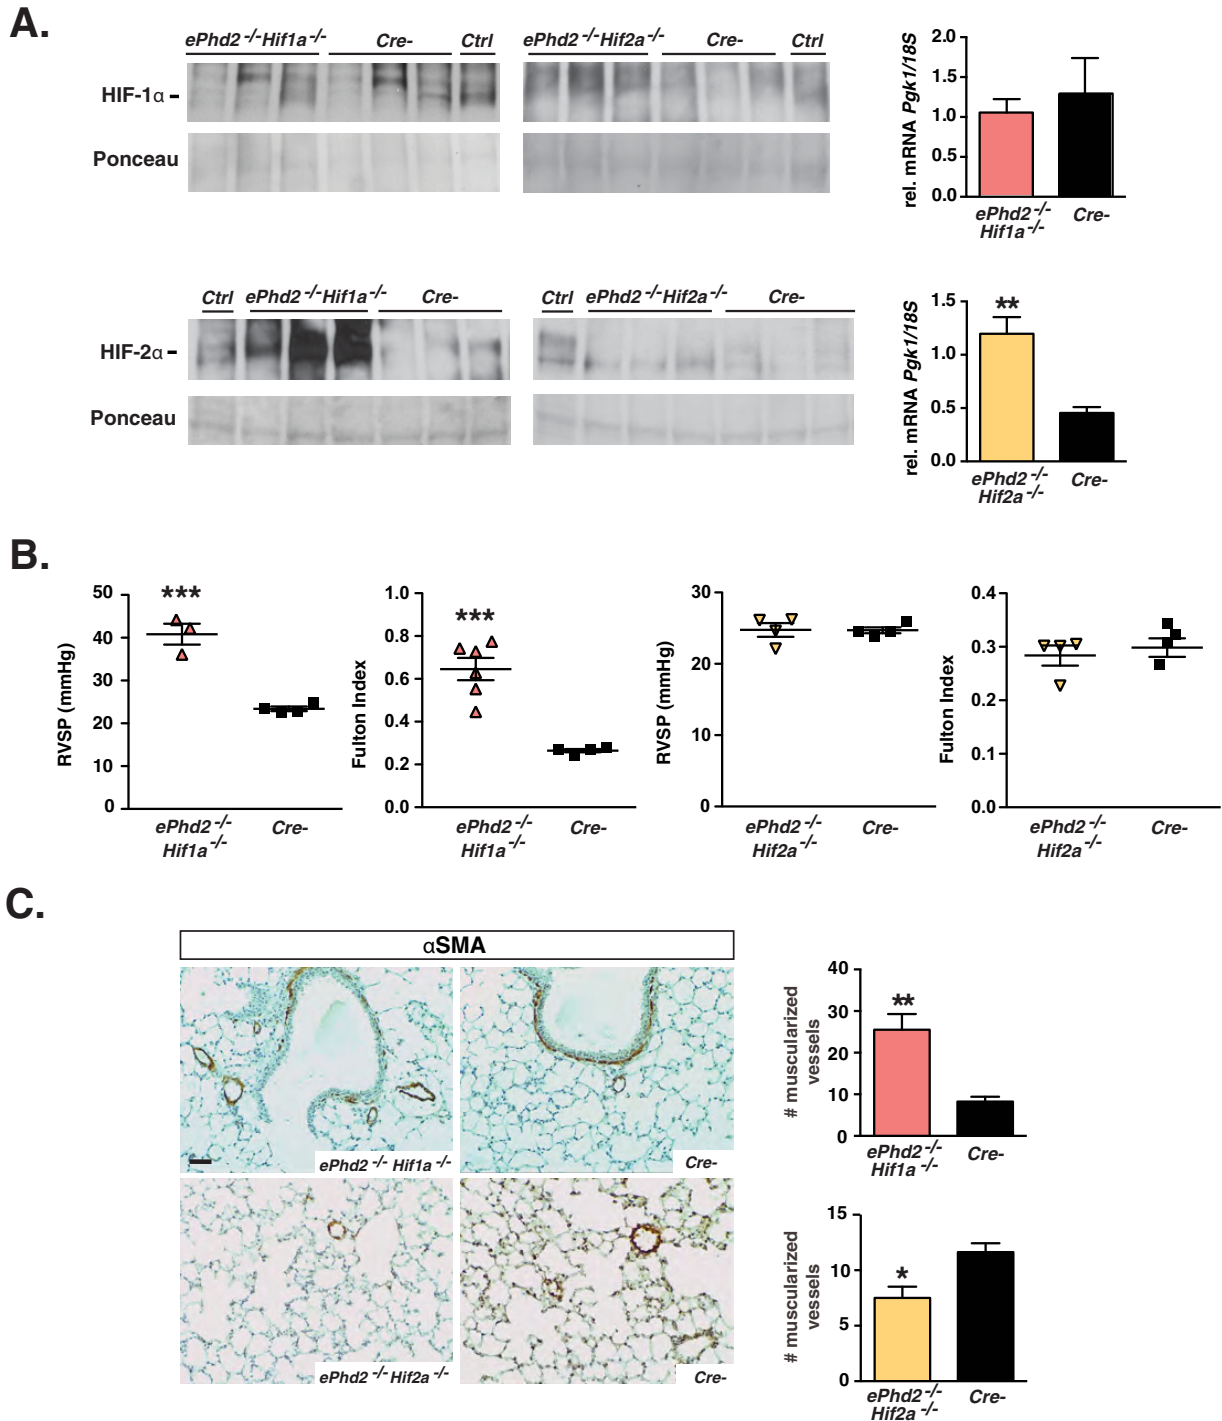 A.
ePhd2 -/- Hif1a -/- Cre- Ctrl
HIF-1α
Ponceau
ePhd2 -/- Hif2a -/- Cre- Ctrl
rel. mRNA Pgk1/18S
2.0
1.5
1.0
0.5
0.0
ePhd2 -/-
Hif1a -/-
Cre-
Ctrl ePhd2 -/- Hif1a -/- Cre-
HIF-2α
Ponceau
Ctrl ePhd2 -/- Hif2a -/- Cre-
rel. mRNA Pgk1/18S
1.5
1.0
0.5
0.0
**
ePhd2 -/-
Hif2a -/-
Cre-
B.
RVSP (mmHg)
50
40
30
20
10
0
***
ePhd2 -/-
Hif1a -/-
Cre-
Fulton Index
1.0
0.8
0.6
0.4
0.2
0.0
***
ePhd2 -/-
Hif1a -/-
Cre-
RVSP (mmHg)
30
20
10
0
ePhd2 -/-
Hif2a -/-
Cre-
Fulton Index
0.4
0.3
0.2
0.1
0.0
ePhd2 -/-
Hif2a -/-
Cre-
C.
αSMA
ePhd2 -/- Hif1a -/-
Cre-
ePhd2 -/- Hif2a -/-
Cre-
# muscularized
vessels
40
30
20
10
0
**
ePhd2 -/-
Hif1a -/-
Cre-
# muscularized
vessels
15
10
5
0
*
ePhd2 -/-
Hif2a -/-
Cre-